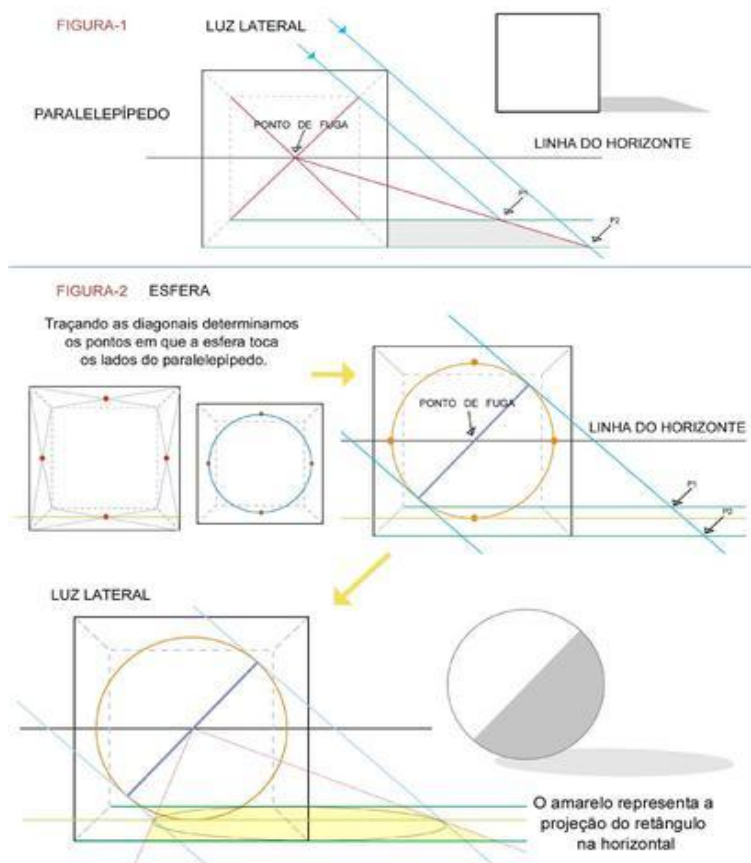 FIGURA-1
LUZ LATERAL
PARALELEPÍPEDO
PONTO DE FUGA
LINHA DO HORIZONTE
P1
P2
FIGURA-2 ESFERA
Traçando as diagonais determinamos
os pontos em que a esfera toca
os lados do paralelepipedo.
PONTO DE FUGA
LINHA DO HORIZONTE
P1
P2
LUZ LATERAL
O amarelo representa a
projeção do retângulo
na horizontal